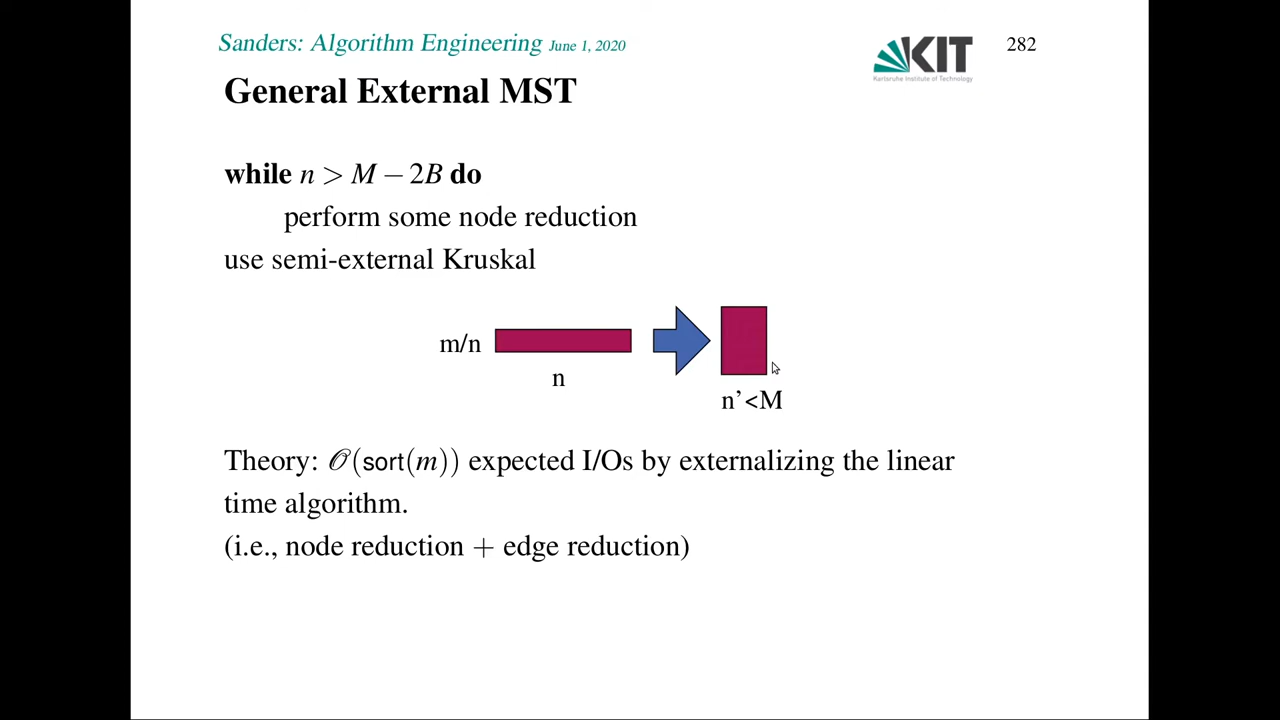 Sanders: Algorithm Engineering June 1, 2020
KIT
Karlsruhe Institute of Technology
282
General External MST
while n > M − 2B do
perform some node reduction
use semi-external Kruskal
m/n
n
n’<M
Theory: 𝒪(sort(m)) expected I/Os by externalizing the linear
time algorithm.
(i.e., node reduction + edge reduction)